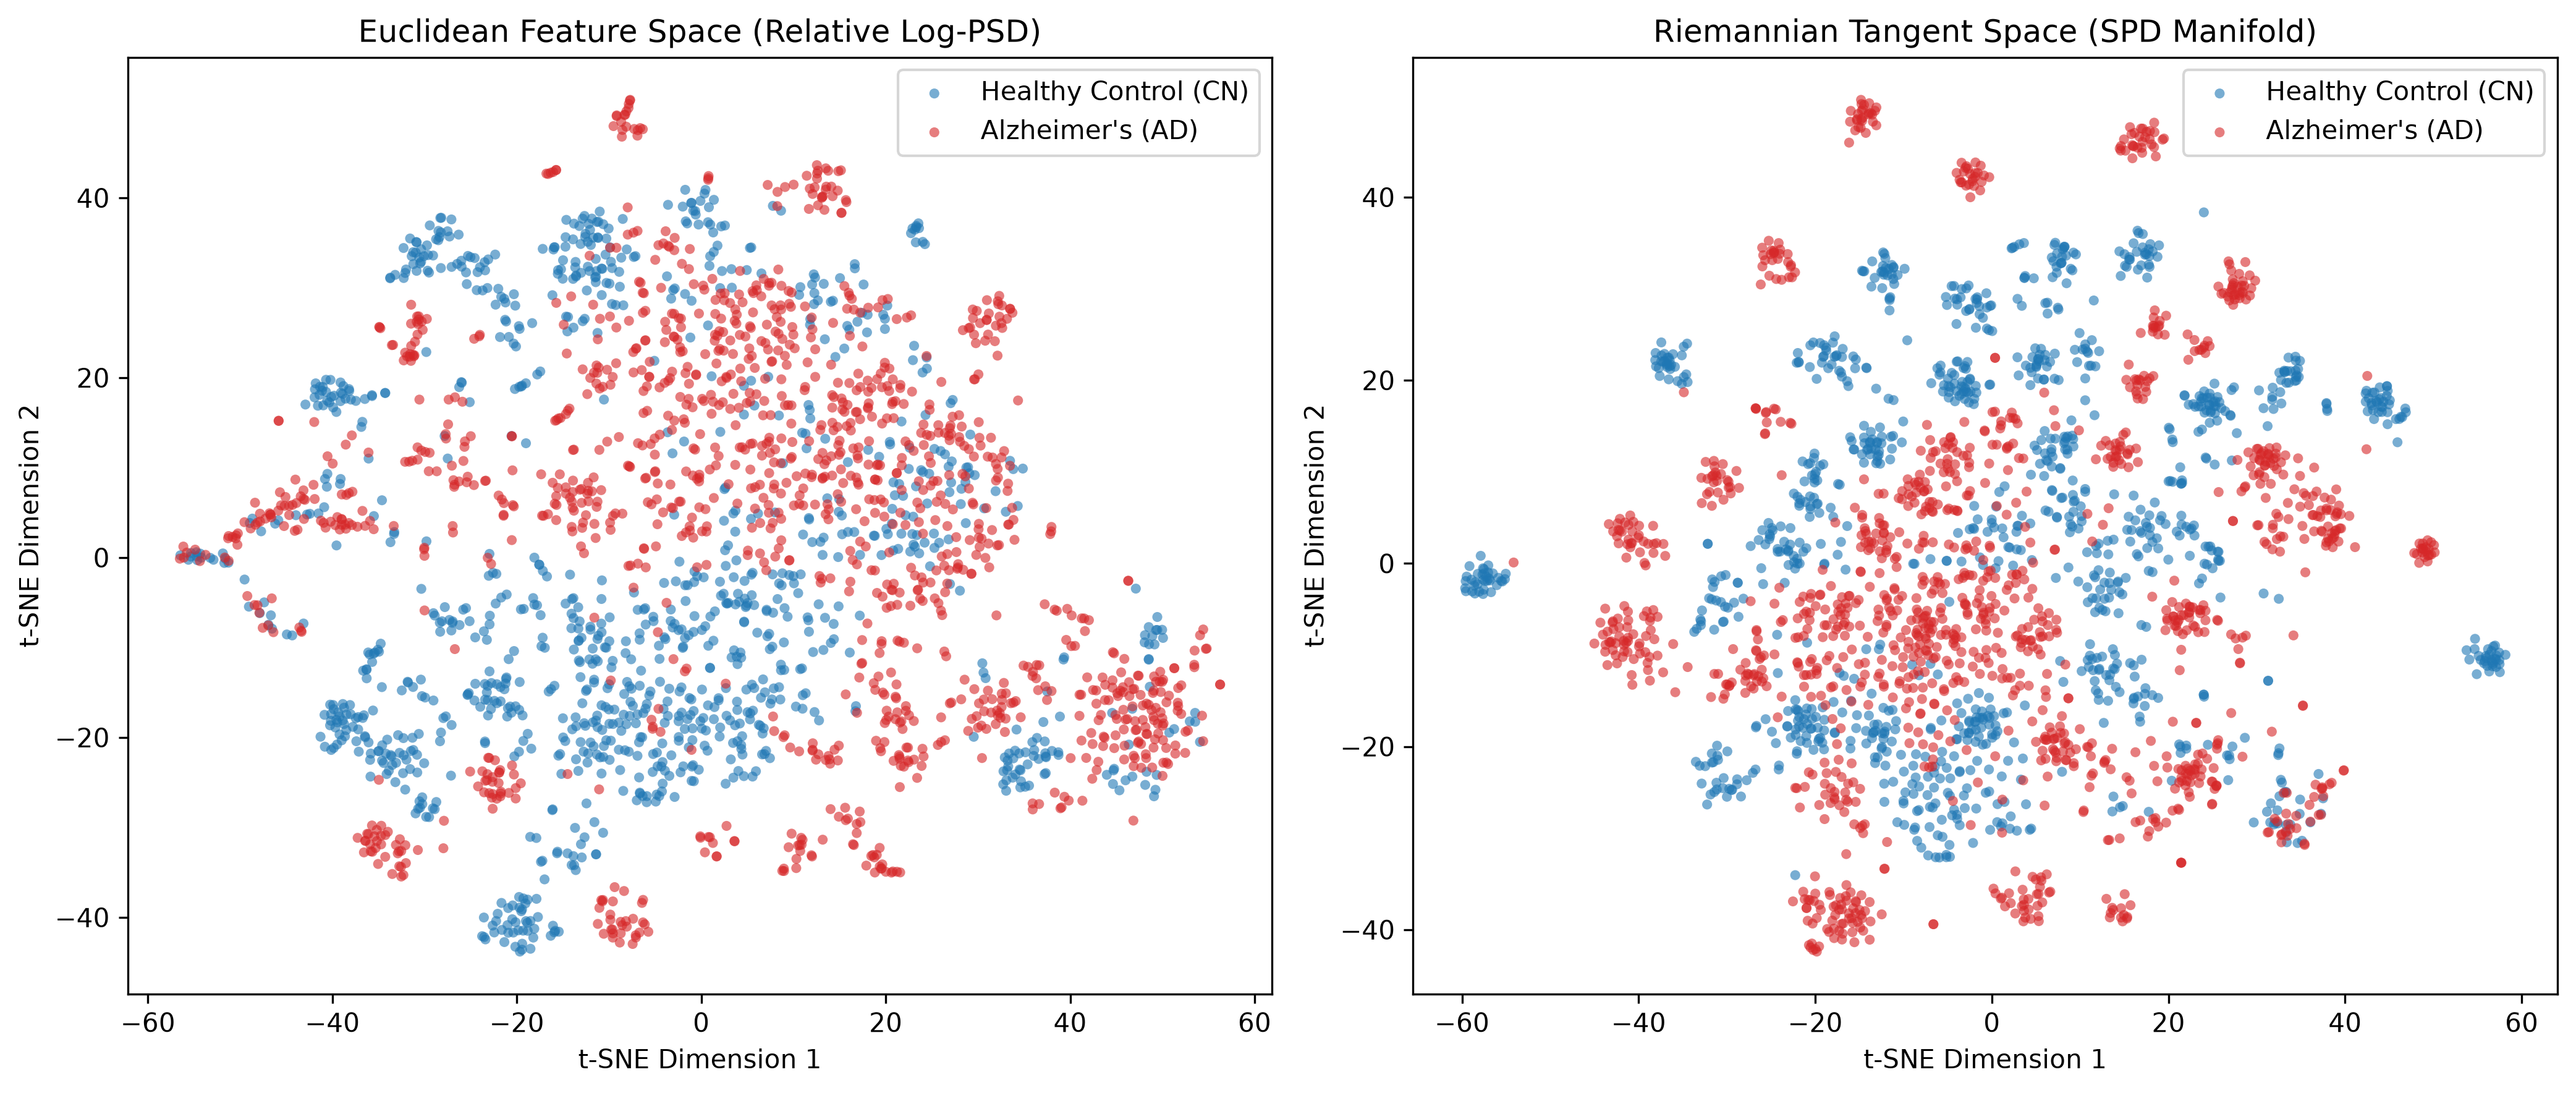 Euclidean Feature Space (Relative Log-PSD)
Healthy Control (CN)
Alzheimer's (AD)
40
20
0
−20
−40
t-SNE Dimension 2
−60
−40
−20
0
20
40
60
t-SNE Dimension 1
Riemannian Tangent Space (SPD Manifold)
Healthy Control (CN)
Alzheimer's (AD)
40
20
0
−20
−40
t-SNE Dimension 2
−60
−40
−20
0
20
40
60
t-SNE Dimension 1